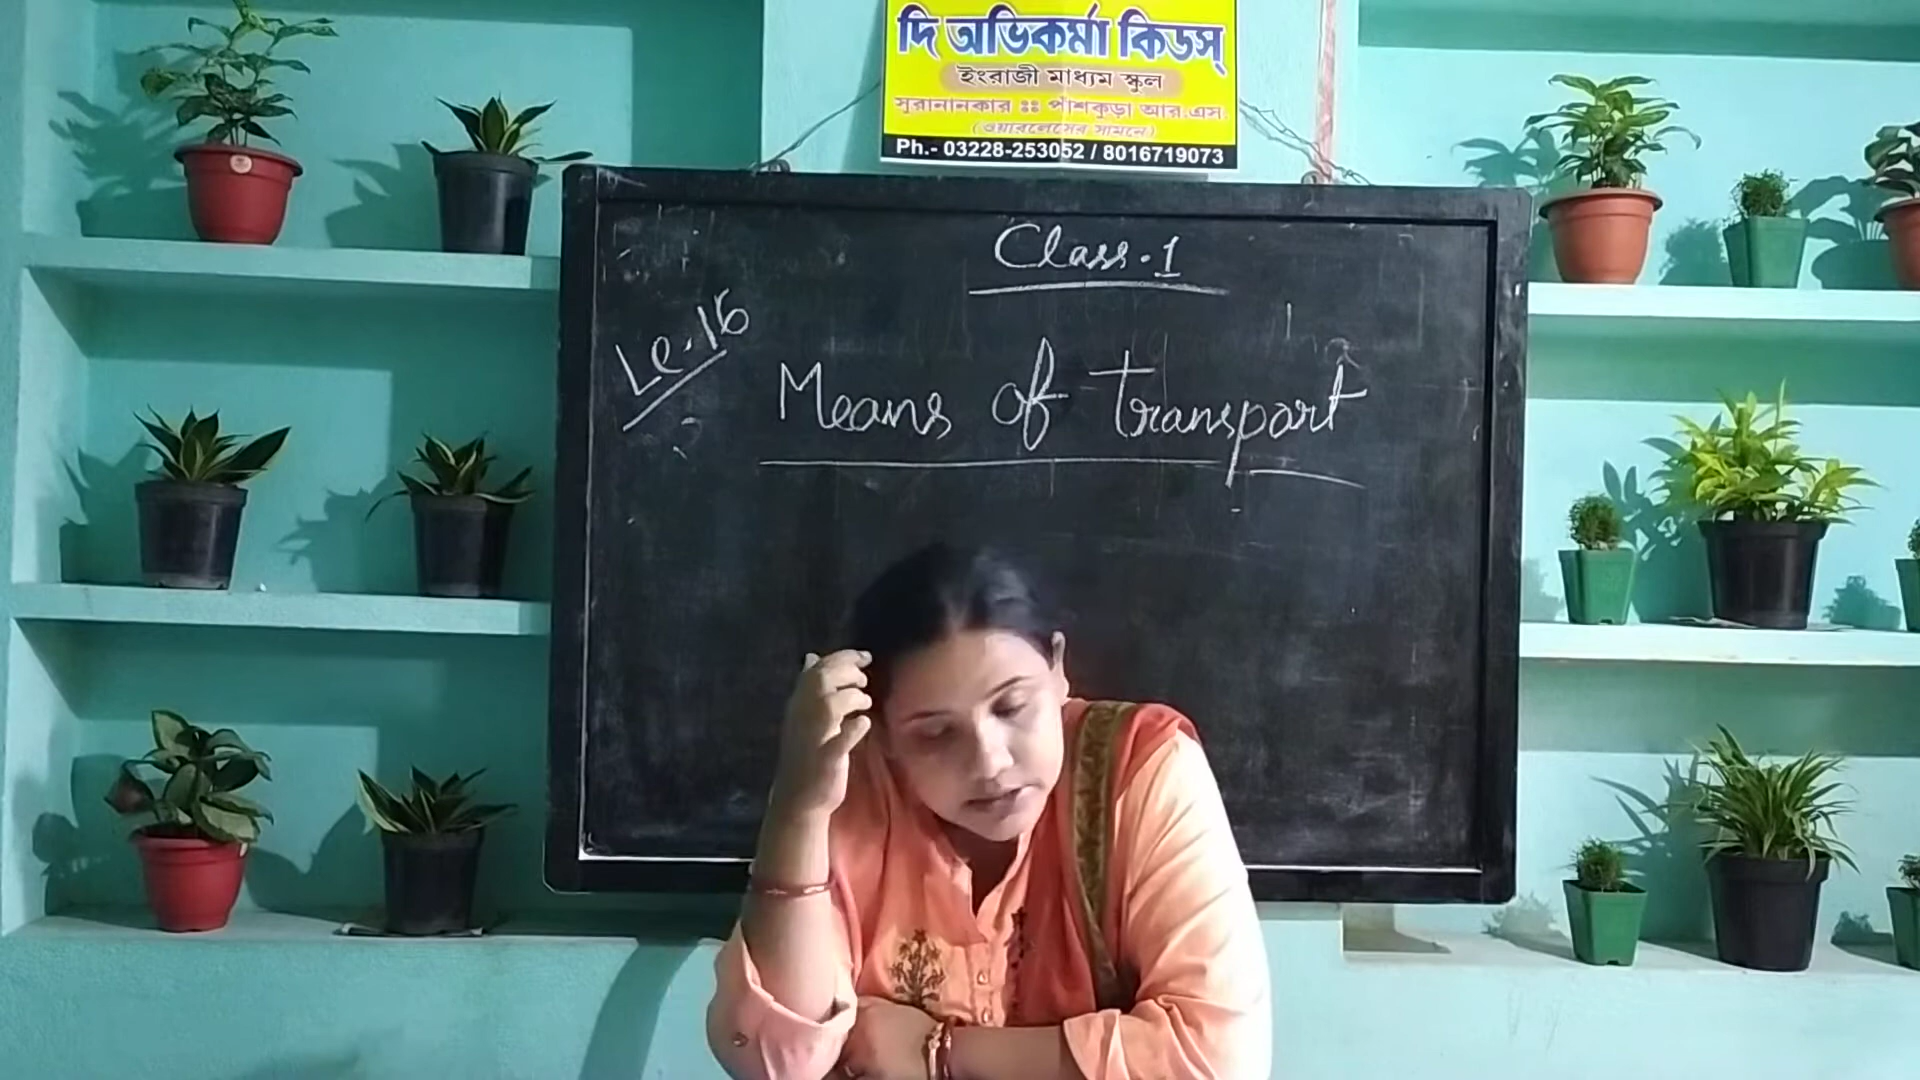 দি অভিকর্মা কিডস্
ইংরাজী মাধ্যম স্কুল
সুরানানকার ঃঃ পাঁশকুড়া আর.এস.
(ওয়ারলেসের সামনে)
Ph.- 03228-253052 / 8016719073
Class.1
Le.16
Means of Transport